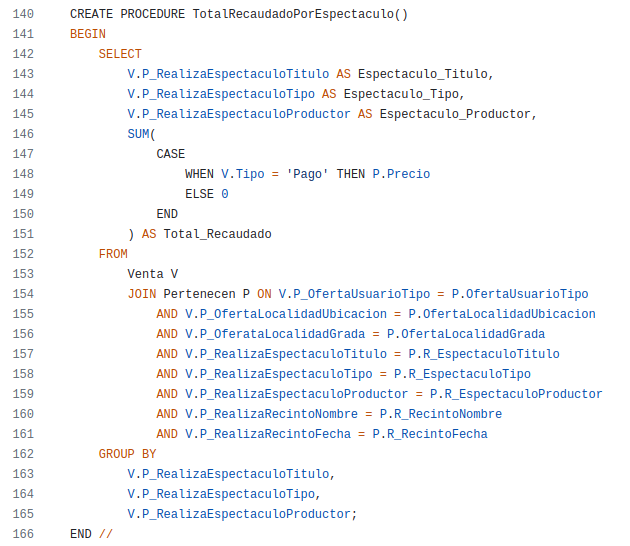 140 CREATE PROCEDURE TotalRecaudadoPorEspectaculo()
141 BEGIN
142 SELECT
143 V.P_RealizaEspectaculoTitulo AS Espectaculo_Titulo,
144 V.P_RealizaEspectaculoTipo AS Espectaculo_Tipo,
145 V.P_RealizaEspectaculoProductor AS Espectaculo_Productor,
146 SUM(
147 CASE
148 WHEN V.Tipo = 'Pago' THEN P.Precio
149 ELSE 0
150 END
151 ) AS Total_Recaudado
152 FROM
153 Venta V
154 JOIN Pertenecen P ON V.P_OfertaUsuarioTipo = P.OfertaUsuarioTipo
155 AND V.P_OfertaLocalidadUbicacion = P.OfertaLocalidadUbicacion
156 AND V.P_OferataLocalidadGrada = P.OfertaLocalidadGrada
157 AND V.P_RealizaEspectaculoTitulo = P.R_EspectaculoTitulo
158 AND V.P_RealizaEspectaculoTipo = P.R_EspectaculoTipo
159 AND V.P_RealizaEspectaculoProductor = P.R_EspectaculoProductor
160 AND V.P_RealizaRecintoNombre = P.R_RecintoNombre
161 AND V.P_RealizaRecintoFecha = P.R_RecintoFecha
162 GROUP BY
163 V.P_RealizaEspectaculoTitulo,
164 V.P_RealizaEspectaculoTipo,
165 V.P_RealizaEspectaculoProductor;
166 END //